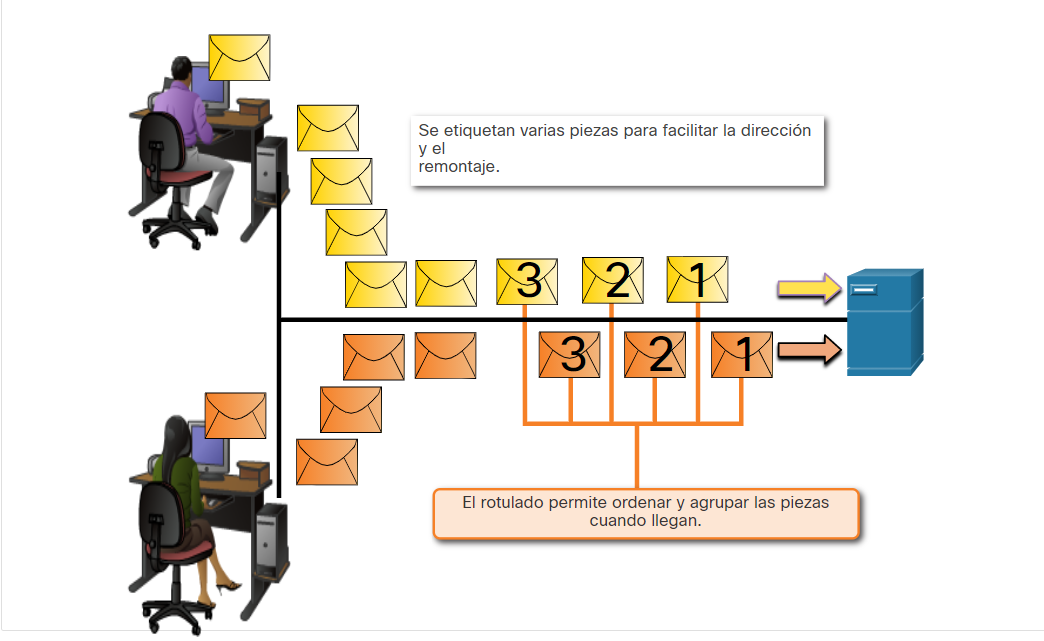 Se etiquetan varias piezas para facilitar la dirección
y el
remontaje.
3 2 1
3 2 1
El rotulado permite ordenar y agrupar las piezas
cuando llegan.